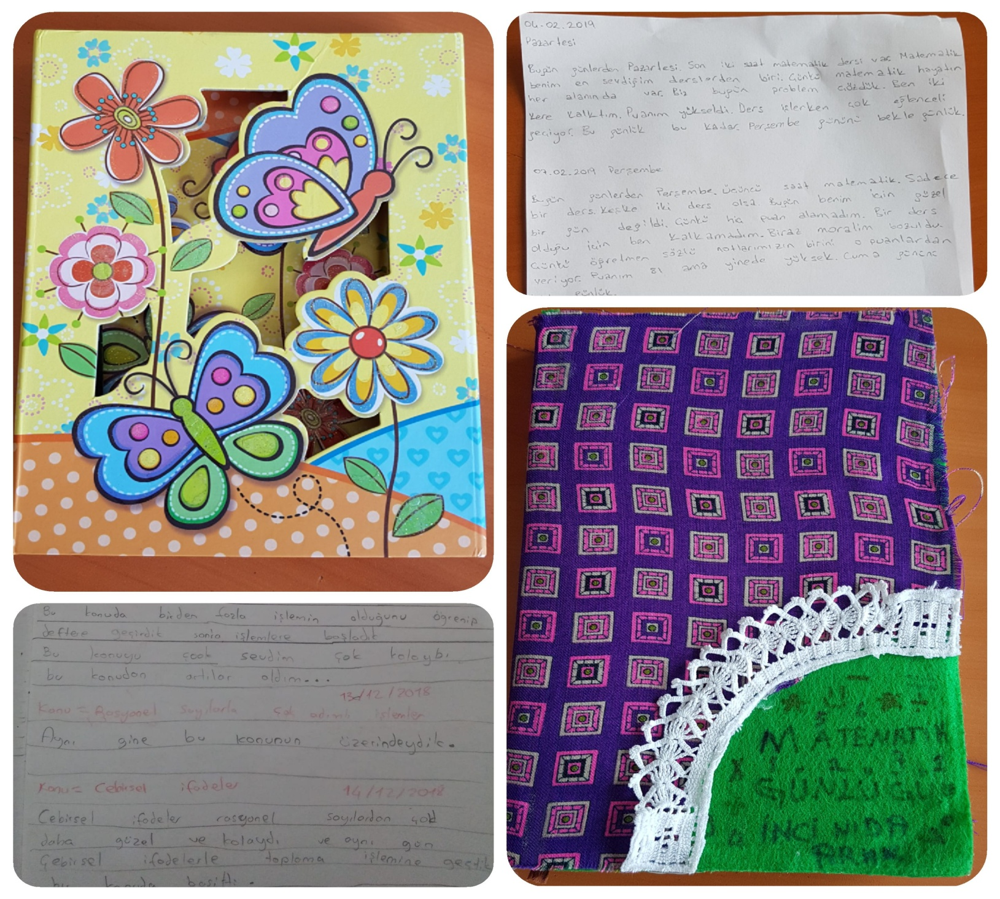 04.02.2019
Pazartesi
Bugün günlerden Pazartesi. Son iki saat matematik dersi var. Matematik
benim en sevdiğim derslerden biri. Çünkü matematik hayatın
her alanında var. Biz bugün problem çözdük. Ben iki
kere kalktım. Puanım yükseldi. Ders işlerken çok eğlenceli
geçiyor. Bu günlük bu kadar. Perşembe gününü bekle günlük.
07.02.2019 Perşembe
Bugün günlerden Perşembe. Üçüncü saat matematik. Sadece
bir ders. Keşke iki ders olsa. Bugün benim için güzel
bir gün değildi. Çünkü hiç puan alamadım. Bir ders
olduğu için ben kalkamadım. Biraz moralim bozuldu.
Çünkü öğretmen sözlü notlarımızın birini o puanlardan
veriyor. Puanım 81 ama yinede yüksek. Cuma gününü
günlük.
Bu konuda birden fazla işlemin olduğunu öğrenip
deftere geçirdik sonra işlemlere başladık
Bu konuyu çook sevdim çok kolaydı
bu konudan artılar aldım...
13/12/2018
Konu = Rasyonel sayılarla çok adımlı işlemler
Aynı gine bu konunun üzerindeydik.
Konu = Cebirsel ifadeler 14/12/2018
Cebirsel ifadeler rasyonel sayılardan çok
daha güzel ve kolaydı ve aynı gün
Cebirsel ifadelerle toplama işlemine geçtik
bu konuda basitti.
MATEMATİK
GÜNLÜĞÜ
İNCİ NİDA